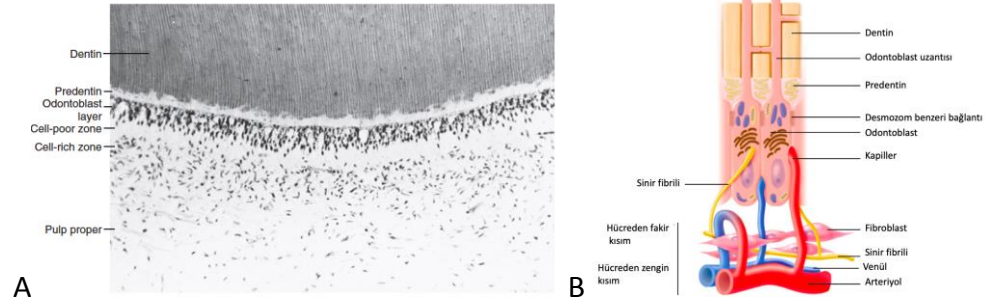 Dentin
Predentin
Odontoblast
layer
Cell-poor zone
Cell-rich zone
Pulp proper
A
Dentin
Odontoblast uzantısı
Predentin
Desmozom benzeri bağlantı
Odontoblast
Kapiller
Sinir fibrili
Hücreden fakir
kısım
Hücreden zengin
kısım
Fibroblast
Sinir fibrili
Venül
Arteriyol
B